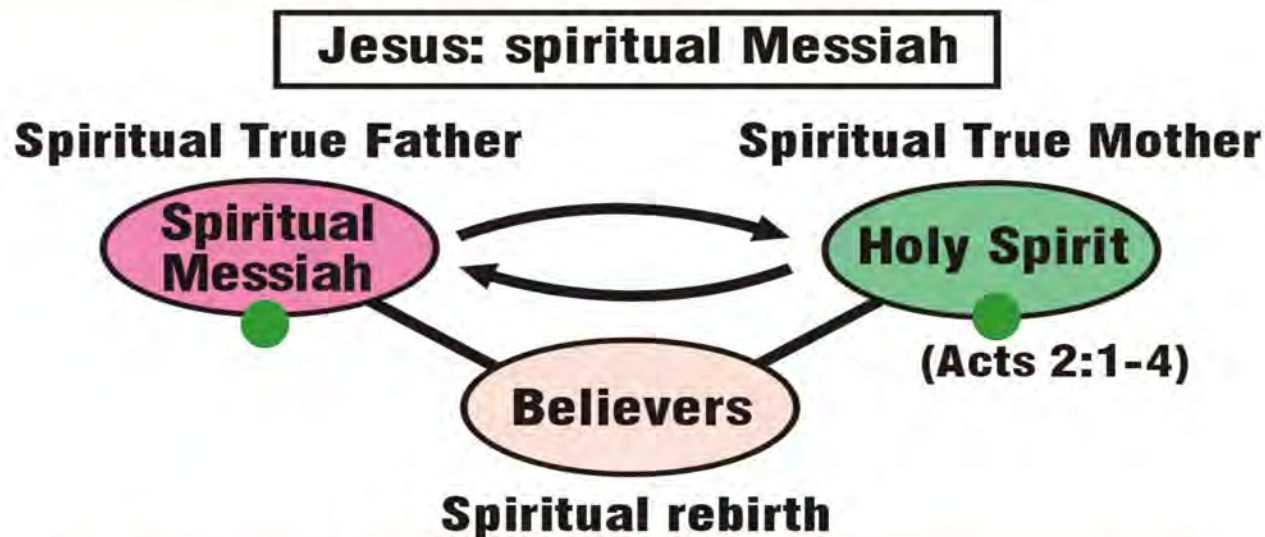 Jesus: spiritual Messiah
Spiritual True Father
Spiritual True Mother
Spiritual
Messiah
Holy Spirit
(Acts 2:1-4)
Believers
Spiritual rebirth